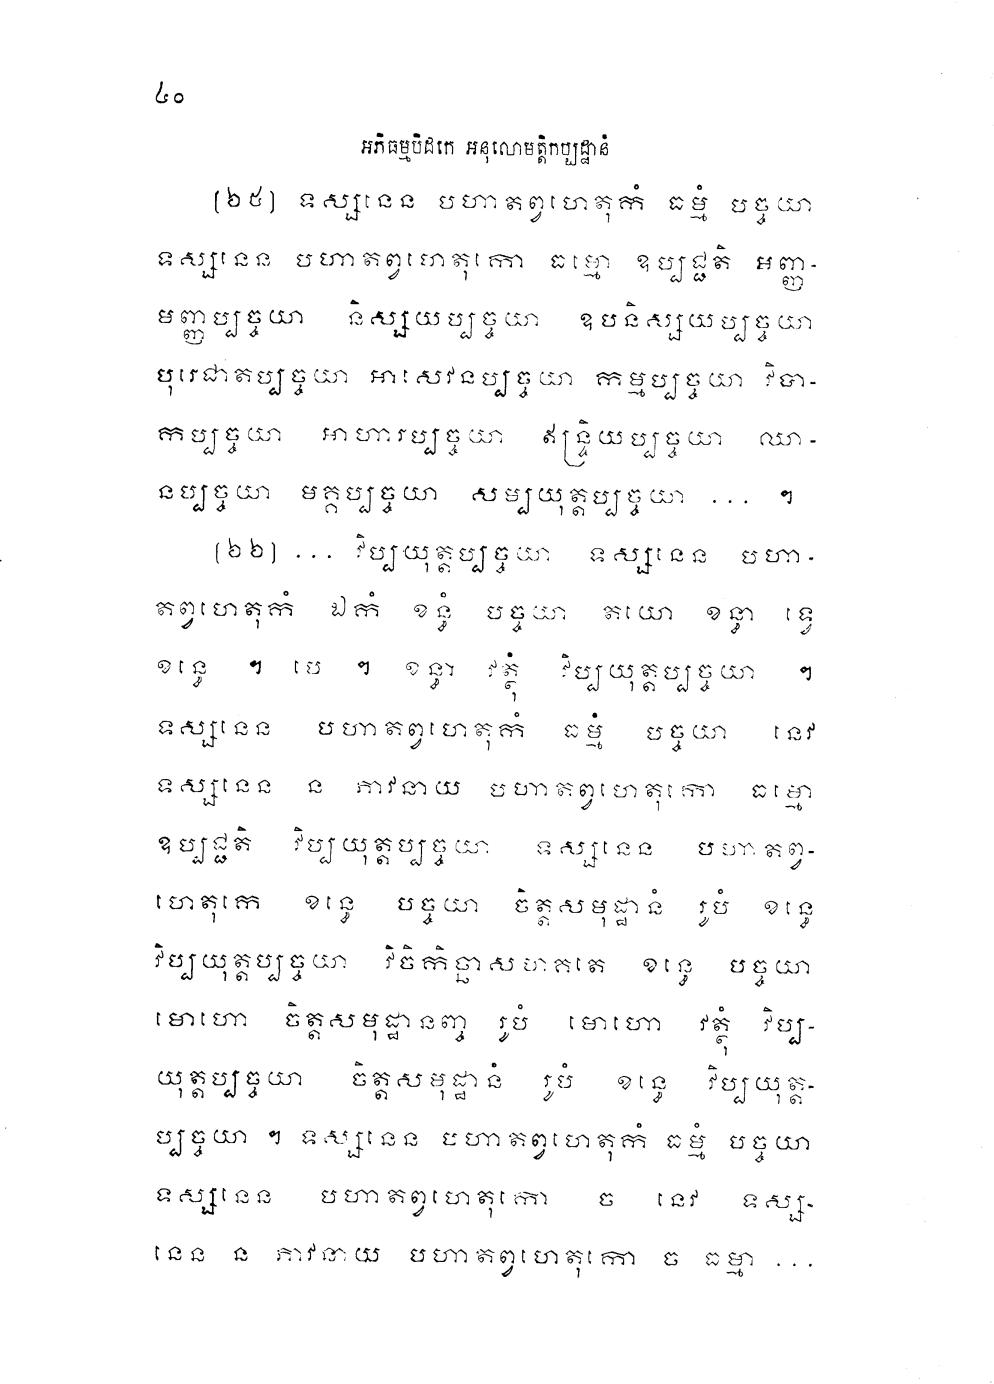 ៤០
អភិធម្មបិដកេ អនុលោមត្តិកប្បដ្ឋានំ
(២៥) ទស្សនេន បហាតព្វហេតុកំ ធម្មំ បច្ចយា
ទស្សនេន បហាតព្វហេតុកោ ធម្មោ ឧប្បជ្ជតិ អញ្ញ-
មញ្ញប្បច្ចយា និស្សយប្បច្ចយា ឧបនិស្សយប្បច្ចយា
បុរេជាតប្បច្ចយា អាសេវនប្បច្ចយា កម្មប្បច្ចយា វិបា-
កប្បច្ចយា អាហារប្បច្ចយា ឥន្ទ្រិយប្បច្ចយា ឈា-
នប្បច្ចយា មគ្គប្បច្ចយា សម្បយុត្តប្បច្ចយា ... ។
(២៦) ... វិប្បយុត្តប្បច្ចយា ទស្សនេន បហា-
តព្វហេតុកំ ឯកំ ខន្ធំ បច្ចយា តយោ ខន្ធា ទ្វេ
ខន្ធេ ។ បេ ។ ខន្ធា វត្ថុំ វិប្បយុត្តប្បច្ចយា ។
ទស្សនេន បហាតព្វហេតុកំ ធម្មំ បច្ចយា នេវ
ទស្សនេន ន ភាវនាយ បហាតព្វហេតុកោ ធម្មោ
ឧប្បជ្ជតិ វិប្បយុត្តប្បច្ចយា ទស្សនេន បហាតព្វ-
ហេតុកេ ខន្ធេ បច្ចយា ចិត្តសមុដ្ឋានំ រូបំ ខន្ធេ
វិប្បយុត្តប្បច្ចយា វិចិកិច្ឆាសហគតេ ខន្ធេ បច្ចយា
មោហោ ចិត្តសមុដ្ឋានញ្ច រូបំ មោហោ វត្ថុំ វិប្ប-
យុត្តប្បច្ចយា ចិត្តសមុដ្ឋានំ រូបំ ខន្ធេ វិប្បយុត្ត-
ប្បច្ចយា ។ ទស្សនេន បហាតព្វហេតុកំ ធម្មំ បច្ចយា
ទស្សនេន បហាតព្វហេតុកោ ច នេវ ទស្ស-
នេន ន ភាវនាយ បហាតព្វហេតុកោ ច ធម្មា ...